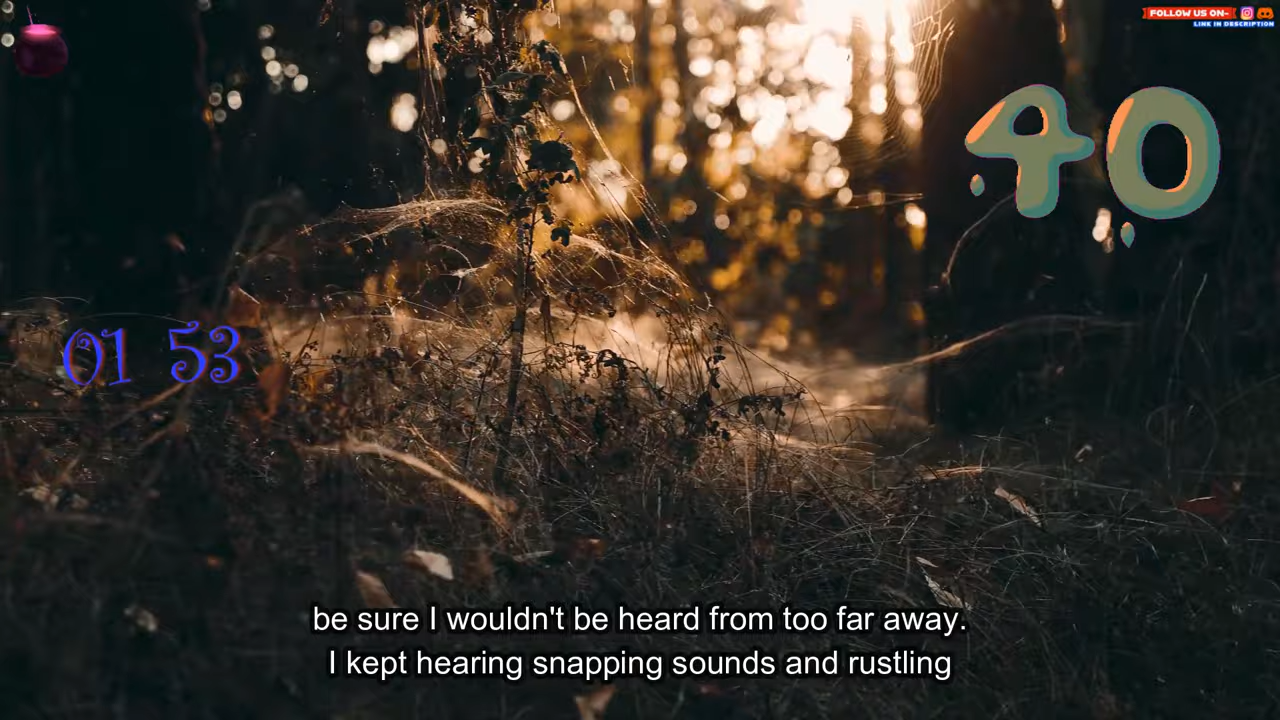 FOLLOW US ON-
LINK IN DESCRIPTION
40
01 53
be sure I wouldn't be heard from too far away.
I kept hearing snapping sounds and rustling